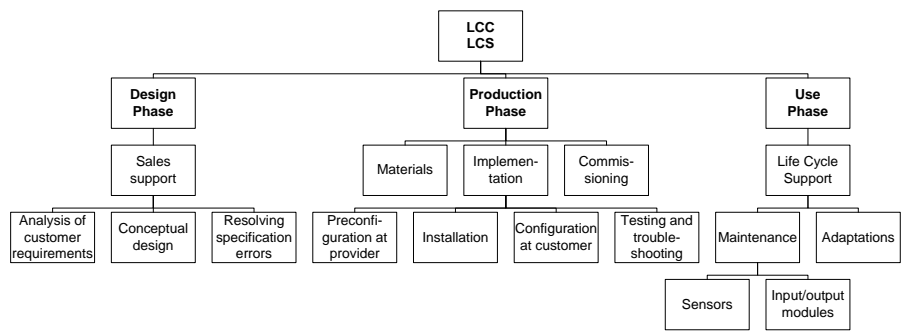 LCC
LCS
Design
Phase
Production
Phase
Use
Phase
Sales
support
Materials
Implemen-
tation
Commis-
sioning
Life Cycle
Support
Analysis of
customer
requirements
Conceptual
design
Resolving
specification
errors
Preconfi-
guration at
provider
Installation
Configuration
at customer
Testing and
trouble-
shooting
Maintenance
Adaptations
Sensors
Input/output
modules